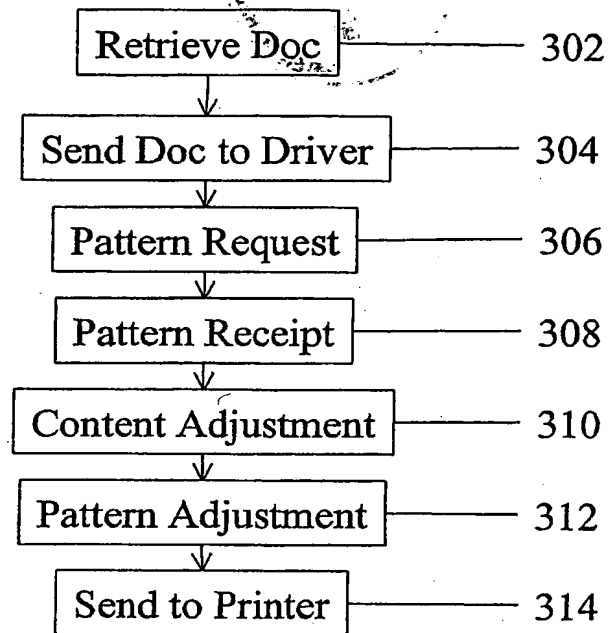 Retrieve Doc 302
Send Doc to Driver 304
Pattern Request 306
Pattern Receipt 308
Content Adjustment 310
Pattern Adjustment 312
Send to Printer 314